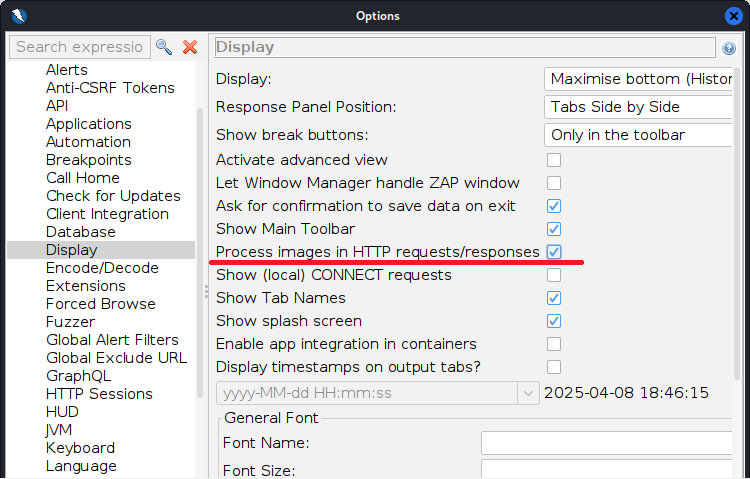 Options
Search expressio
Alerts
Anti-CSRF Tokens
API
Applications
Automation
Breakpoints
Call Home
Check for Updates
Client Integration
Database
Display
Encode/Decode
Extensions
Forced Browse
Fuzzer
Global Alert Filters
Global Exclude URL
GraphQL
HTTP Sessions
HUD
JVM
Keyboard
Language
Display
Display: Maximise bottom (Histor
Response Panel Position: Tabs Side by Side
Show break buttons: Only in the toolbar
Activate advanced view
Let Window Manager handle ZAP window
Ask for confirmation to save data on exit
Show Main Toolbar
Process images in HTTP requests/responses
Show (local) CONNECT requests
Show Tab Names
Show splash screen
Enable app integration in containers
Display timestamps on output tabs?
yyyy-MM-dd HH:mm:ss 2025-04-08 18:46:15
General Font
Font Name:
Font Size: